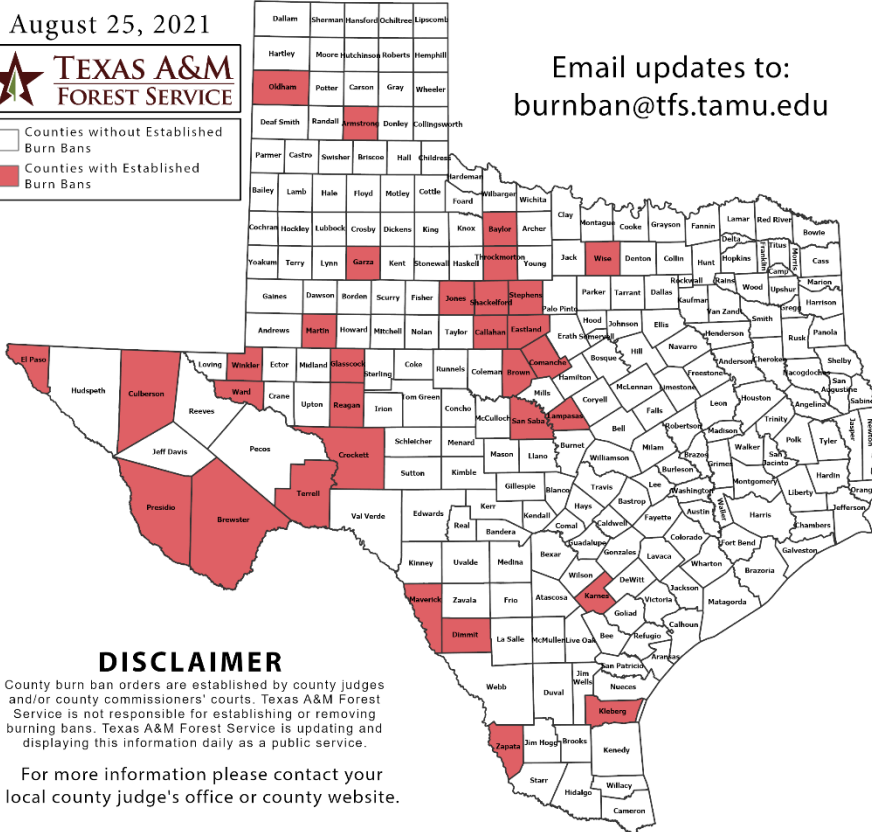 August 25, 2021
TEXAS A&M
FOREST SERVICE
Counties without Established
Burn Bans
Counties with Established
Burn Bans
Email updates to:
burnban@tfs.tamu.edu
Dallam Sherman Hansford Ochiltree Lipscomb
Hartley Moore Hutchinson Roberts Hemphill
Oldham Potter Carson Gray Wheeler
Deaf Smith Randall Armstrong Donley Collingsworth
Parmer Castro Swisher Briscoe Hall Childress
Hardeman
Bailey Lamb Hale Floyd Motley Cottle Foard Wilbarger Wichita
Clay Montague Cooke Grayson Fannin Lamar Red River Bowie
Cochran Hockley Lubbock Crosby Dickens King Knox Baylor Archer
Delta Franklin Titus Morris Cass
Yoakum Terry Lynn Garza Kent Stonewall Haskell Throckmorton Young Jack Wise Denton Collin Hunt Hopkins Camp
Rockwall Rains Wood Upshur Marion
Gaines Dawson Borden Scurry Fisher Jones Shackelford Stephens Palo Pinto Parker Tarrant Dallas Kaufman Van Zandt Gregg Harrison
Andrews Martin Howard Mitchell Nolan Taylor Callahan Eastland Erath Hood Somervell Johnson Ellis Henderson Smith Rusk Panola
El Paso Hudspeth Culberson Loving Winkler Ector Midland Glasscock Sterling Coke Runnels Coleman Brown Comanche Bosque Hill Navarro Anderson Cherokee Nacogdoches Shelby
Reeves Ward Crane Upton Reagan Irion Tom Green Concho McCulloch San Saba Mills Hamilton Lampasas Coryell McLennan Limestone Freestone Leon Houston Angelina San Augustine Sabine
Jeff Davis Pecos Crockett Schleicher Menard Mason Llano Burnet Bell Falls Robertson Madison Trinity Polk Tyler Jasper Newton
Presidio Brewster Terrell Sutton Kimble Gillespie Blanco Williamson Milam Brazos Grimes Walker San Jacinto Hardin
Val Verde Edwards Real Kerr Kendall Hays Travis Bastrop Lee Burleson Washington Montgomery Liberty Orange
Bandera Comal Caldwell Fayette Austin Waller Harris Chambers Jefferson
Kinney Uvalde Medina Bexar Guadalupe Gonzales Lavaca Colorado Fort Bend Galveston
Maverick Zavala Frio Atascosa Wilson Karnes DeWitt Jackson Wharton Brazoria
Dimmit La Salle McMullen Live Oak Bee Goliad Victoria Calhoun Matagorda
Refugio Aransas San Patricio
Webb Duval Jim Wells Nueces
Kleberg
Zapata Jim Hogg Brooks Kenedy
Starr Hidalgo Willacy
Cameron
DISCLAIMER
County burn ban orders are established by county judges
and/or county commissioners' courts. Texas A&M Forest
Service is not responsible for establishing or removing
burning bans. Texas A&M Forest Service is updating and
displaying this information daily as a public service.
For more information please contact your
local county judge's office or county website.